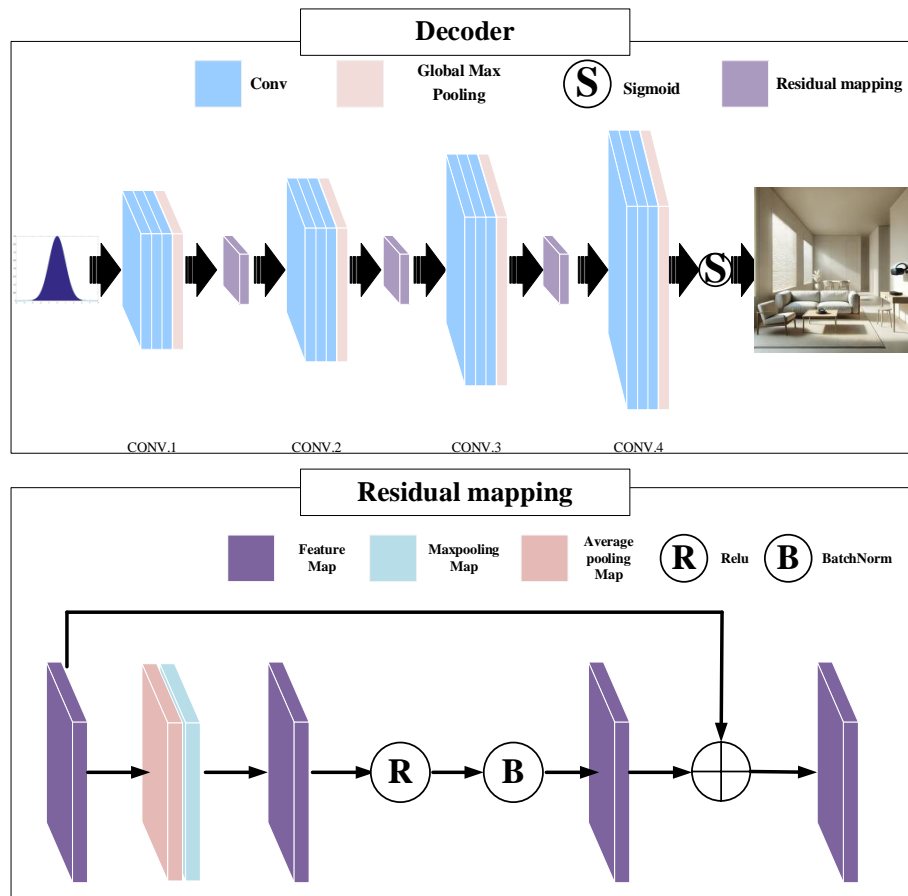 Decoder
Conv
Global Max
Pooling
S
Sigmoid
Residual mapping
S
CONV.1
CONV.2
CONV.3
CONV.4
Residual mapping
Feature
Map
Maxpooling
Map
Average
pooling
Map
R
Relu
B
BatchNorm
R
B